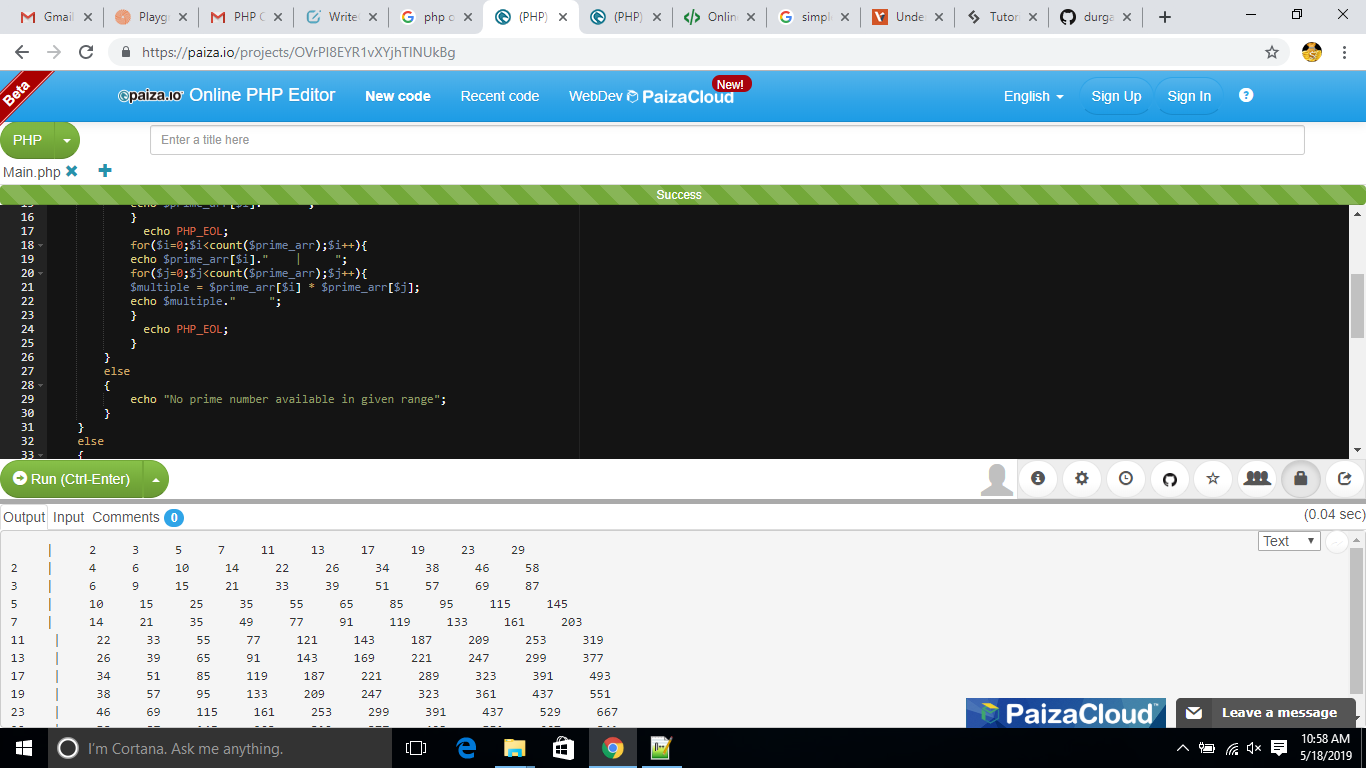 Gmail Playgr PHP C Write php c (PHP) (PHP) Onlin simple Unde Tutor durga
https://paiza.io/projects/OVrPI8EYR1vXYjhTlNUkBg
Beta paiza.IO Online PHP Editor New code Recent code WebDev PaizaCloud New! English Sign Up Sign In ?
PHP Enter a title here
Main.php
Success
15 echo $prime_arr[$i]." ";
16 }
17 echo PHP_EOL;
18 for($i=0;$i<count($prime_arr);$i++){
19 echo $prime_arr[$i]." | ";
20 for($j=0;$j<count($prime_arr);$j++){
21 $multiple = $prime_arr[$i] * $prime_arr[$j];
22 echo $multiple." ";
23 }
24 echo PHP_EOL;
25 }
26 }
27 else
28 {
29 echo "No prime number available in given range";
30 }
31 }
32 else
33 {
Run (Ctrl-Enter)
Output Input Comments 0 (0.04 sec)
Text
| 2 3 5 7 11 13 17 19 23 29
2 | 4 6 10 14 22 26 34 38 46 58
3 | 6 9 15 21 33 39 51 57 69 87
5 | 10 15 25 35 55 65 85 95 115 145
7 | 14 21 35 49 77 91 119 133 161 203
11 | 22 33 55 77 121 143 187 209 253 319
13 | 26 39 65 91 143 169 221 247 299 377
17 | 34 51 85 119 187 221 289 323 391 493
19 | 38 57 95 133 209 247 323 361 437 551
23 | 46 69 115 161 253 299 391 437 529 667
PaizaCloud™ Leave a message
I'm Cortana. Ask me anything. 10:58 AM
5/18/2019